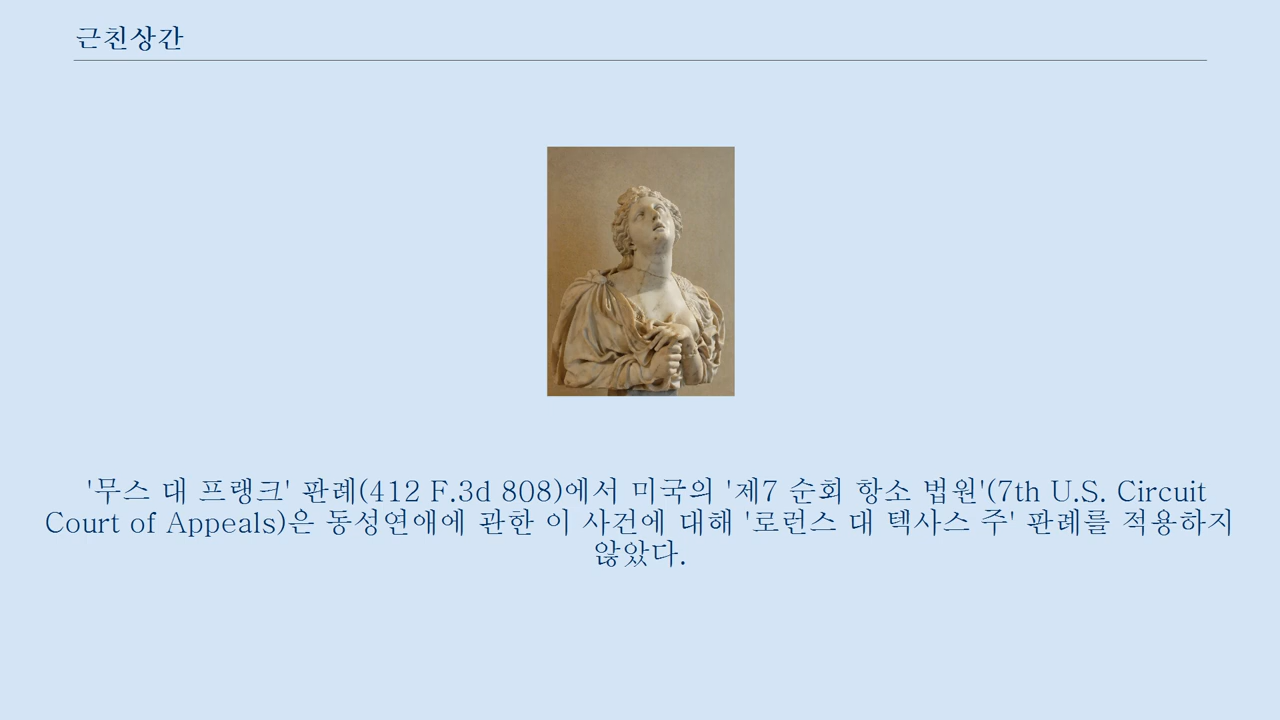 근친상간
'무스 대 프랭크' 판례(412 F.3d 808)에서 미국의 '제7 순회 항소 법원'(7th U.S. Circuit
Court of Appeals)은 동성연애에 관한 이 사건에 대해 '로런스 대 텍사스 주' 판례를 적용하지
않았다.